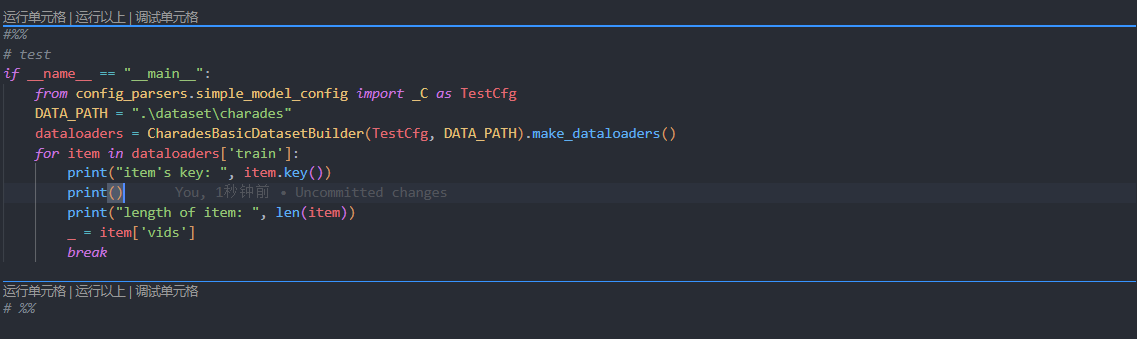 运行单元格 | 运行以上 | 调试单元格
#%%
# test
if __name__ == "__main__":
    from config_parsers.simple_model_config import _C as TestCfg
    DATA_PATH = ".\dataset\charades"
    dataloaders = CharadesBasicDatasetBuilder(TestCfg, DATA_PATH).make_dataloaders()
    for item in dataloaders['train']:
        print("item's key: ", item.key())
        print()      You, 1秒钟前 • Uncommitted changes
        print("length of item: ", len(item))
        _ = item['vids']
        break
运行单元格 | 运行以上 | 调试单元格
# %%